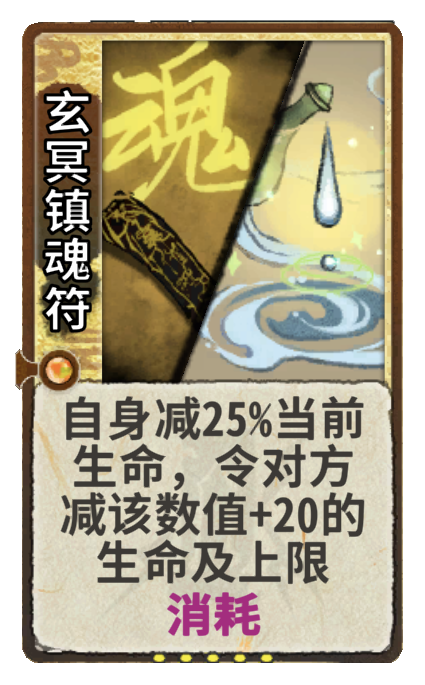 玄冥镇魂符
魂
自身减25%当前
生命，令对方
减该数值+20的
生命及上限
消耗